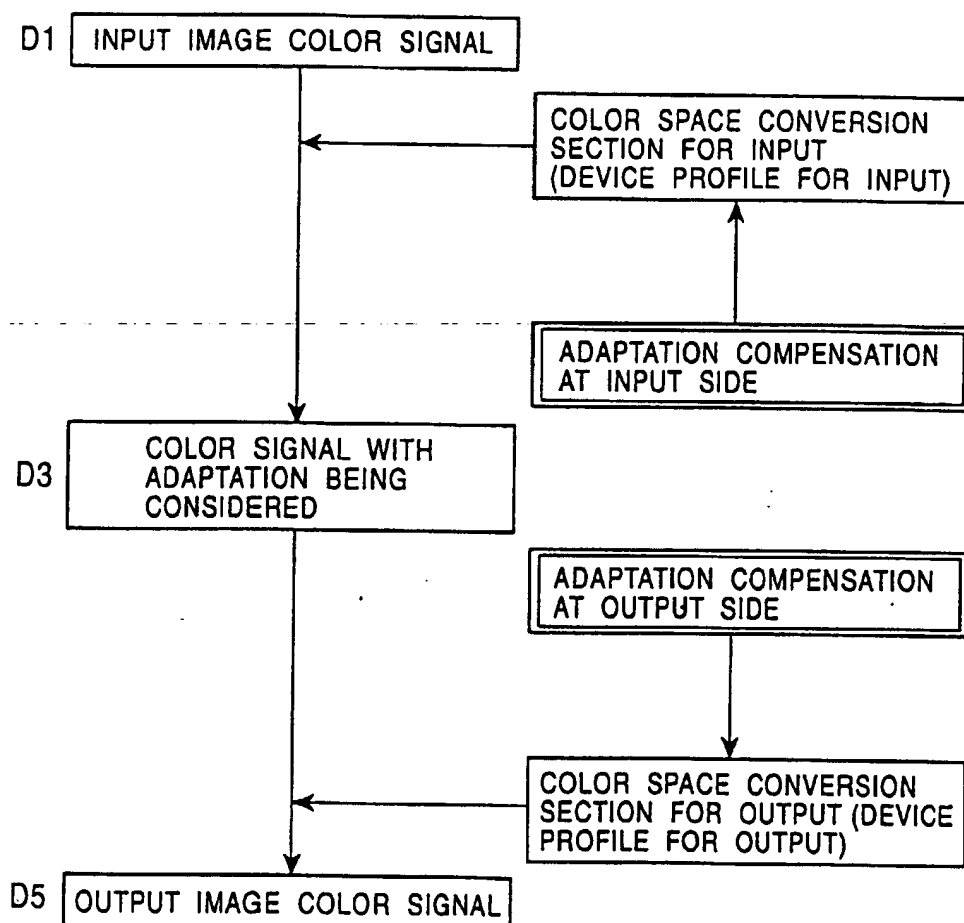 D1 INPUT IMAGE COLOR SIGNAL
COLOR SPACE CONVERSION
SECTION FOR INPUT
(DEVICE PROFILE FOR INPUT)
ADAPTATION COMPENSATION
AT INPUT SIDE
D3
COLOR SIGNAL WITH
ADAPTATION BEING
CONSIDERED
ADAPTATION COMPENSATION
AT OUTPUT SIDE
COLOR SPACE CONVERSION
SECTION FOR OUTPUT (DEVICE
PROFILE FOR OUTPUT)
D5 OUTPUT IMAGE COLOR SIGNAL